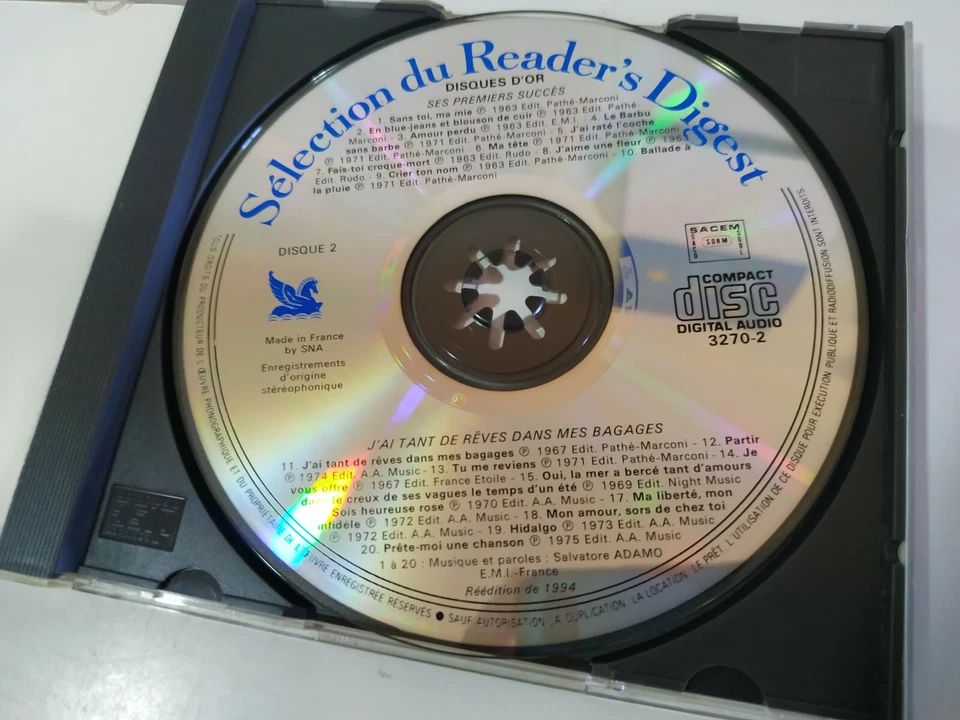 Sélection du Reader's Digest
DISQUES D'OR
SES PREMIERS SUCCÈS
1. Sans toi, ma mie ℗ 1963 Edit. Pathé-Marconi
2. En blue-jeans et blouson de cuir ℗ 1963 Edit. Pathé-
Marconi - 3. Amour perdu ℗ 1963 Edit. E.M.I. - 4. Le Barbu
sans barbe ℗ 1971 Edit. Pathé-Marconi - 5. J'ai raté l'coche
℗ 1971 Edit. Pathé-Marconi - 6. Ma tête ℗ 1971 Edit. Pathé-Marconi
7. Fais-toi croque-mort ℗ 1963 Edit. Rudo - 8. J'aime une fleur ℗ 1963
Edit. Rudo - 9. Crier ton nom ℗ 1963 Edit. Pathé-Marconi - 10. Ballade à
la pluie ℗ 1971 Edit. Pathé-Marconi
DISQUE 2
Made in France
by SNA
Enregistrements
d'origine
stéréophonique
SACEM
SACD SDRM SGDL
COMPACT
disc
DIGITAL AUDIO
3270-2
J'AI TANT DE RÊVES DANS MES BAGAGES
11. J'ai tant de rêves dans mes bagages ℗ 1967 Edit. Pathé-Marconi - 12. Partir
℗ 1974 Edit. A.A. Music - 13. Tu me reviens ℗ 1971 Edit. Pathé-Marconi - 14. Je
vous offre ℗ 1967 Edit. France Etoile - 15. Oui, la mer a bercé tant d'amours
dans le creux de ses vagues le temps d'un été ℗ 1969 Edit. Night Music
Sois heureuse rose ℗ 1970 Edit. A.A. Music - 17. Ma liberté, mon
infidèle ℗ 1972 Edit. A.A. Music - 18. Mon amour, sors de chez toi
℗ 1972 Edit. A.A. Music - 19. Hidalgo ℗ 1973 Edit. A.A. Music
20. Prête-moi une chanson ℗ 1975 Edit. A.A. Music
1 à 20 : Musique et paroles : Salvatore ADAMO
E.M.I.-France
Réédition de 1994
TOUS DROITS DU PRODUCTEUR DE L'ŒUVRE PHONOGRAPHIQUE ET DU PROPRIÉTAIRE DE L'ŒUVRE ENREGISTRÉE RÉSERVÉS ● SAUF AUTORISATION LA DUPLICATION, LA LOCATION, LE PRÊT, L'UTILISATION DE CE DISQUE POUR EXÉCUTION PUBLIQUE ET RADIODIFFUSION SONT INTERDITS